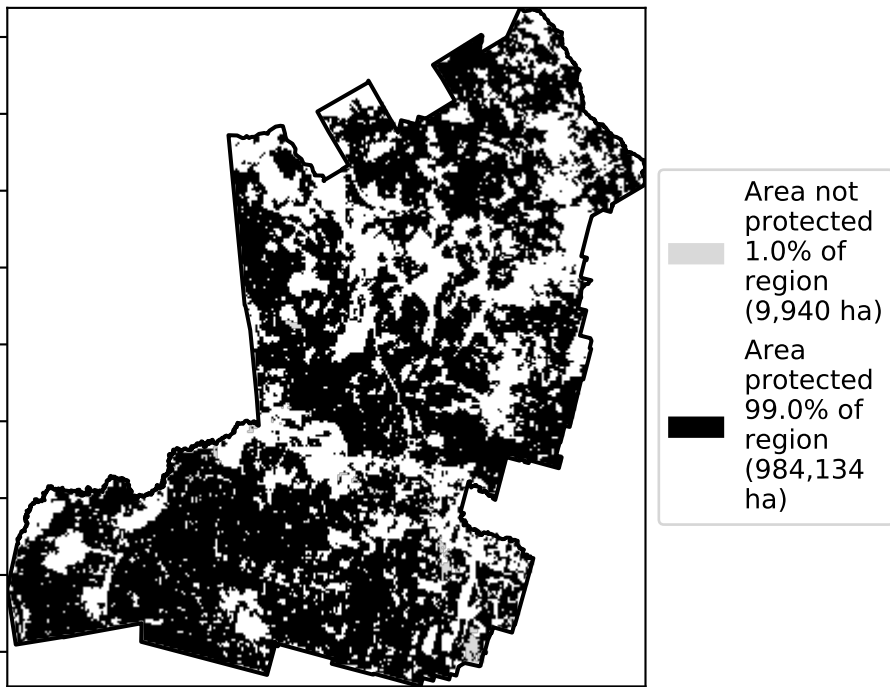 Area not
protected
1.0% of
region
(9,940 ha)
Area
protected
99.0% of
region
(984,134
ha)